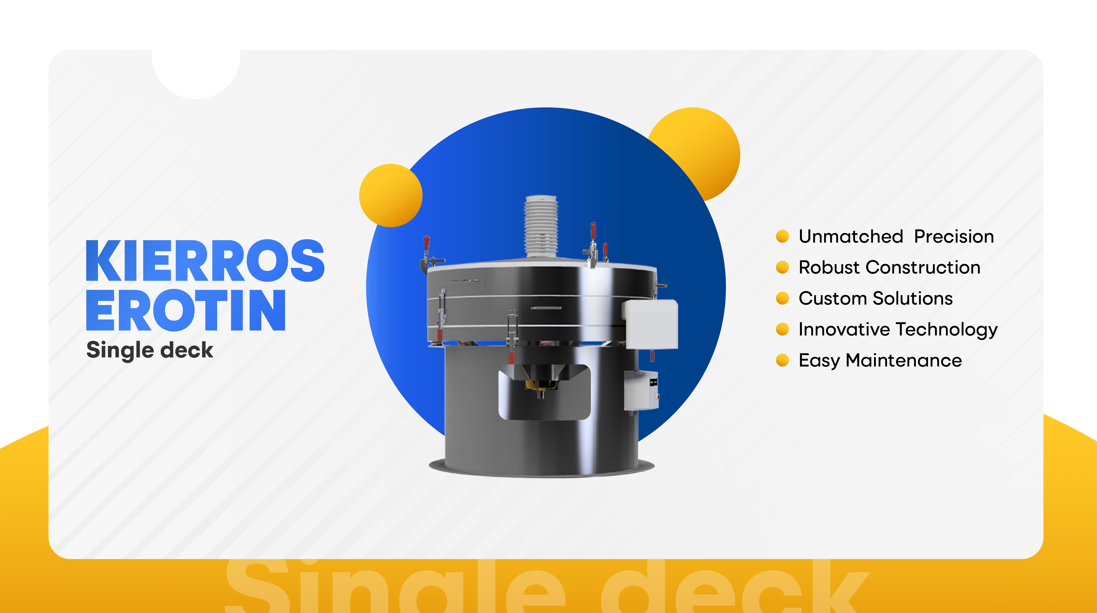 KIERROS
EROTIN
Single deck
Unmatched Precision
Robust Construction
Custom Solutions
Innovative Technology
Easy Maintenance
Single deck